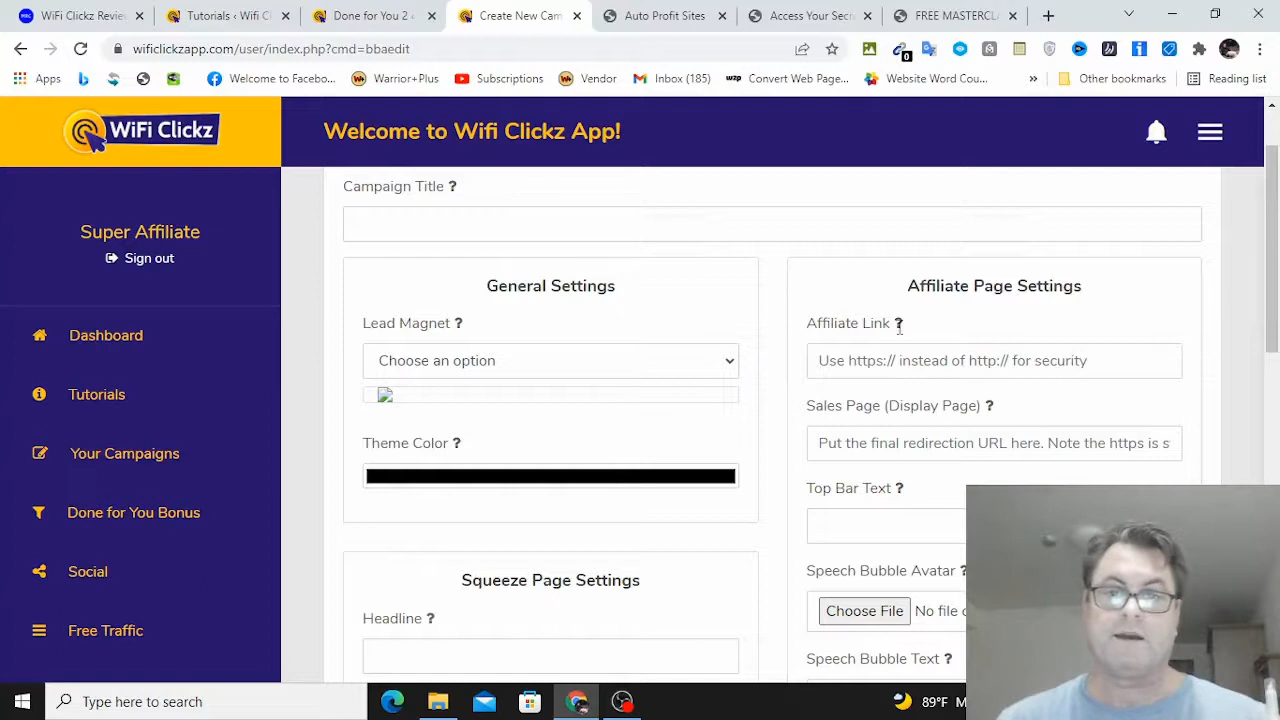 WiFi Clickz Review
Tutorials - Wifi Cl
Done for You 2 -
Create New Cam
Auto Profit Sites
Access Your Sec
FREE MASTERCL
wificlickzapp.com/user/index.php?cmd=bbaedit
0
Apps
Welcome to Facebo...
Warrior+Plus
Subscriptions
Vendor
Inbox (185)
Convert Web Page...
Website Word Cou...
Other bookmarks
Reading list
WiFi Clickz
Welcome to Wifi Clickz App!
Super Affiliate
Sign out
Dashboard
Tutorials
Your Campaigns
Done for You Bonus
Social
Free Traffic
Campaign Title ?
General Settings
Lead Magnet ?
Choose an option
Theme Color ?
Squeeze Page Settings
Headline ?
Affiliate Page Settings
Affiliate Link ?
Use https:// instead of http:// for security
Sales Page (Display Page) ?
Put the final redirection URL here. Note the https is s
Top Bar Text ?
Speech Bubble Avatar ?
Choose File No file c
Speech Bubble Text ?
Type here to search
89°F M